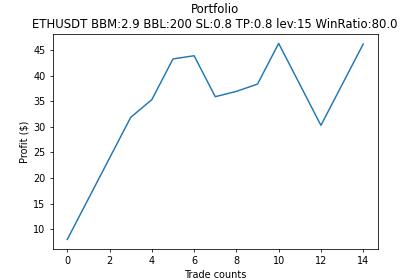 Portfolio
ETHUSDT BBM:2.9 BBL:200 SL:0.8 TP:0.8 lev:15 WinRatio:80.0
45
40
35
30
25
20
15
10
Profit ($)
0 2 4 6 8 10 12 14
Trade counts